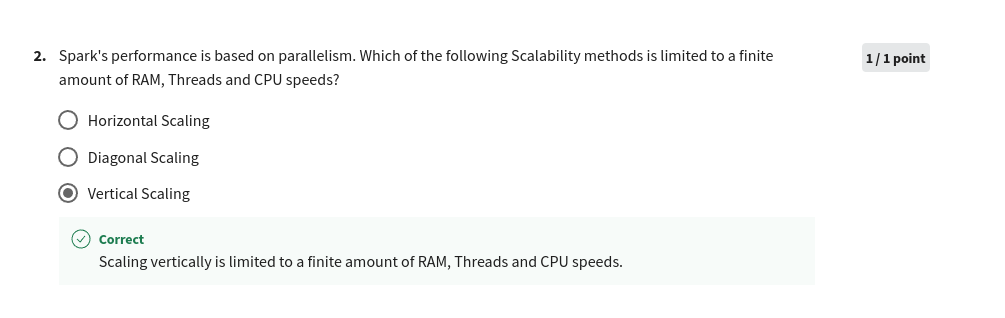 2. Spark's performance is based on parallelism. Which of the following Scalability methods is limited to a finite
amount of RAM, Threads and CPU speeds?
1 / 1 point
Horizontal Scaling
Diagonal Scaling
Vertical Scaling
Correct
Scaling vertically is limited to a finite amount of RAM, Threads and CPU speeds.